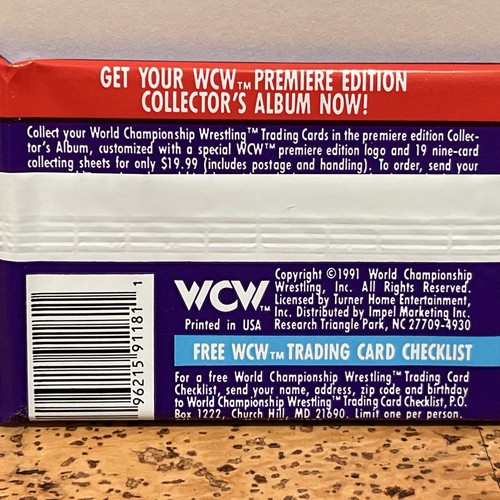 GET YOUR WCW™ PREMIERE EDITION
COLLECTOR'S ALBUM NOW!
Collect your World Championship Wrestling™ Trading Cards in the premiere edition Collec-
tor's Album, customized with a special WCW™ premiere edition logo and 19 nine-card
collecting sheets for only $19.99 (includes postage and handling). To order, send your
WCW™
Printed in USA
Copyright ©1991 World Championship
Wrestling, Inc. All Rights Reserved.
Licensed by Turner Home Entertainment,
Inc. Distributed by Impel Marketing Inc.
Research Triangle Park, NC 27709-4930
96215 91181 1
FREE WCW™ TRADING CARD CHECKLIST
For a free World Championship Wrestling™ Trading Card
Checklist, send your name, address, zip code and birthday
to World Championship Wrestling™ Trading Card Checklist, P.O.
Box 1222, Church Hill, MD 21690. Limit one per person.